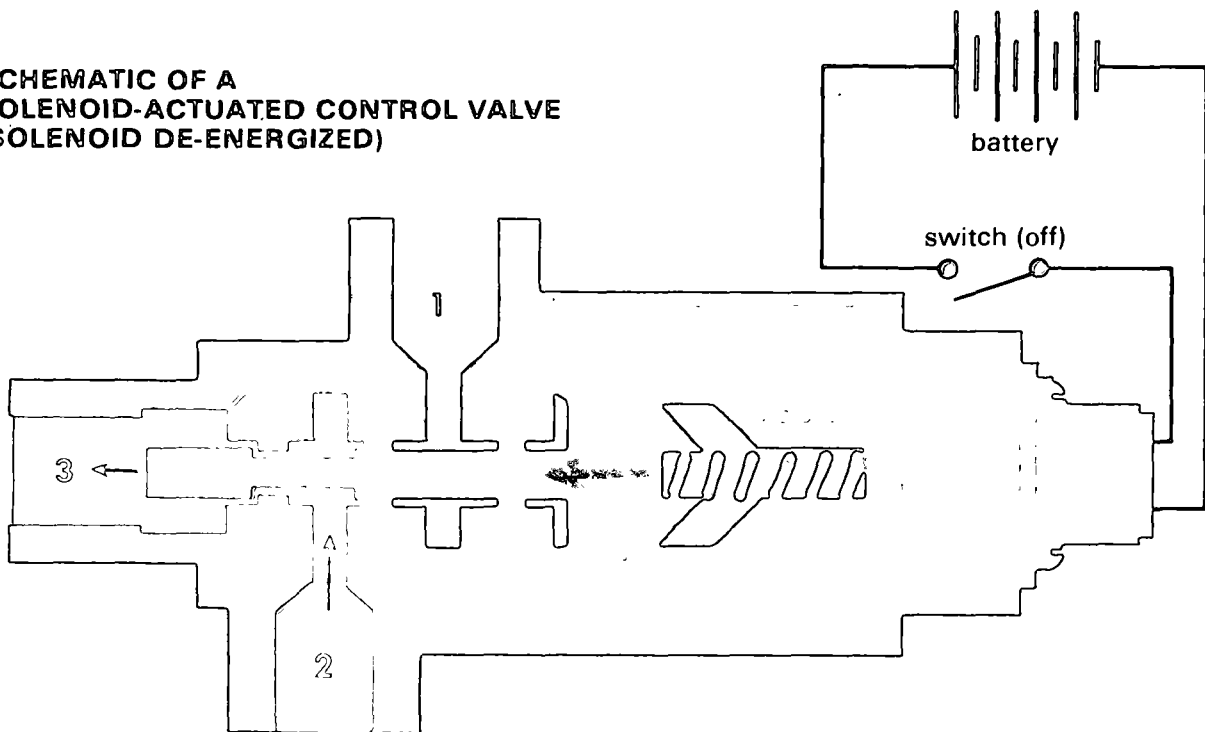 CHEMATIC OF A
OLENOID-ACTUATED CONTROL VALVE
SOLENOID DE-ENERGIZED)
battery
switch (off)
1
3
2